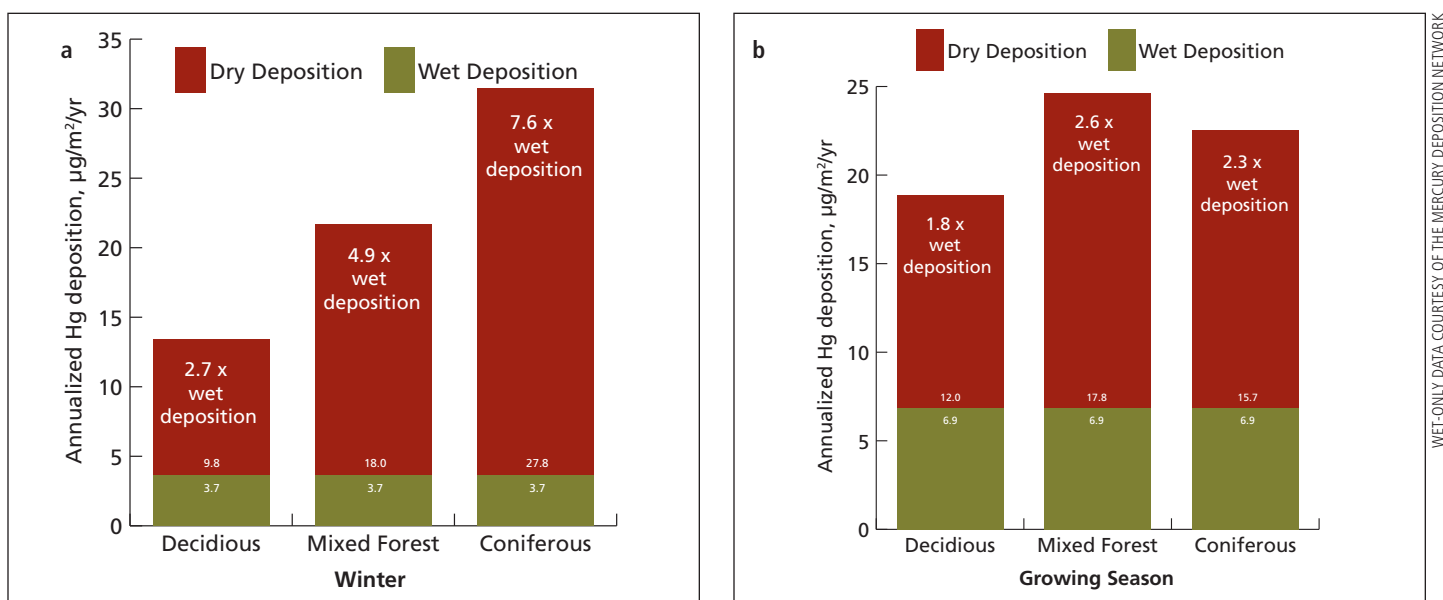 a
Dry Deposition
Wet Deposition
Annualized Hg deposition, µg/m²/yr
35
30
25
20
15
10
5
0
2.7 x
wet
deposition
9.8
3.7
4.9 x
wet
deposition
18.0
3.7
7.6 x
wet
deposition
27.8
3.7
Decidious
Mixed Forest
Coniferous
Winter
b
Dry Deposition
Wet Deposition
Annualized Hg deposition, µg/m²/yr
25
20
15
10
5
0
1.8 x
wet
deposition
12.0
6.9
2.6 x
wet
deposition
17.8
6.9
2.3 x
wet
deposition
15.7
6.9
Decidious
Mixed Forest
Coniferous
Growing Season
WET-ONLY DATA COURTESY OF THE MERCURY DEPOSITION NETWORK